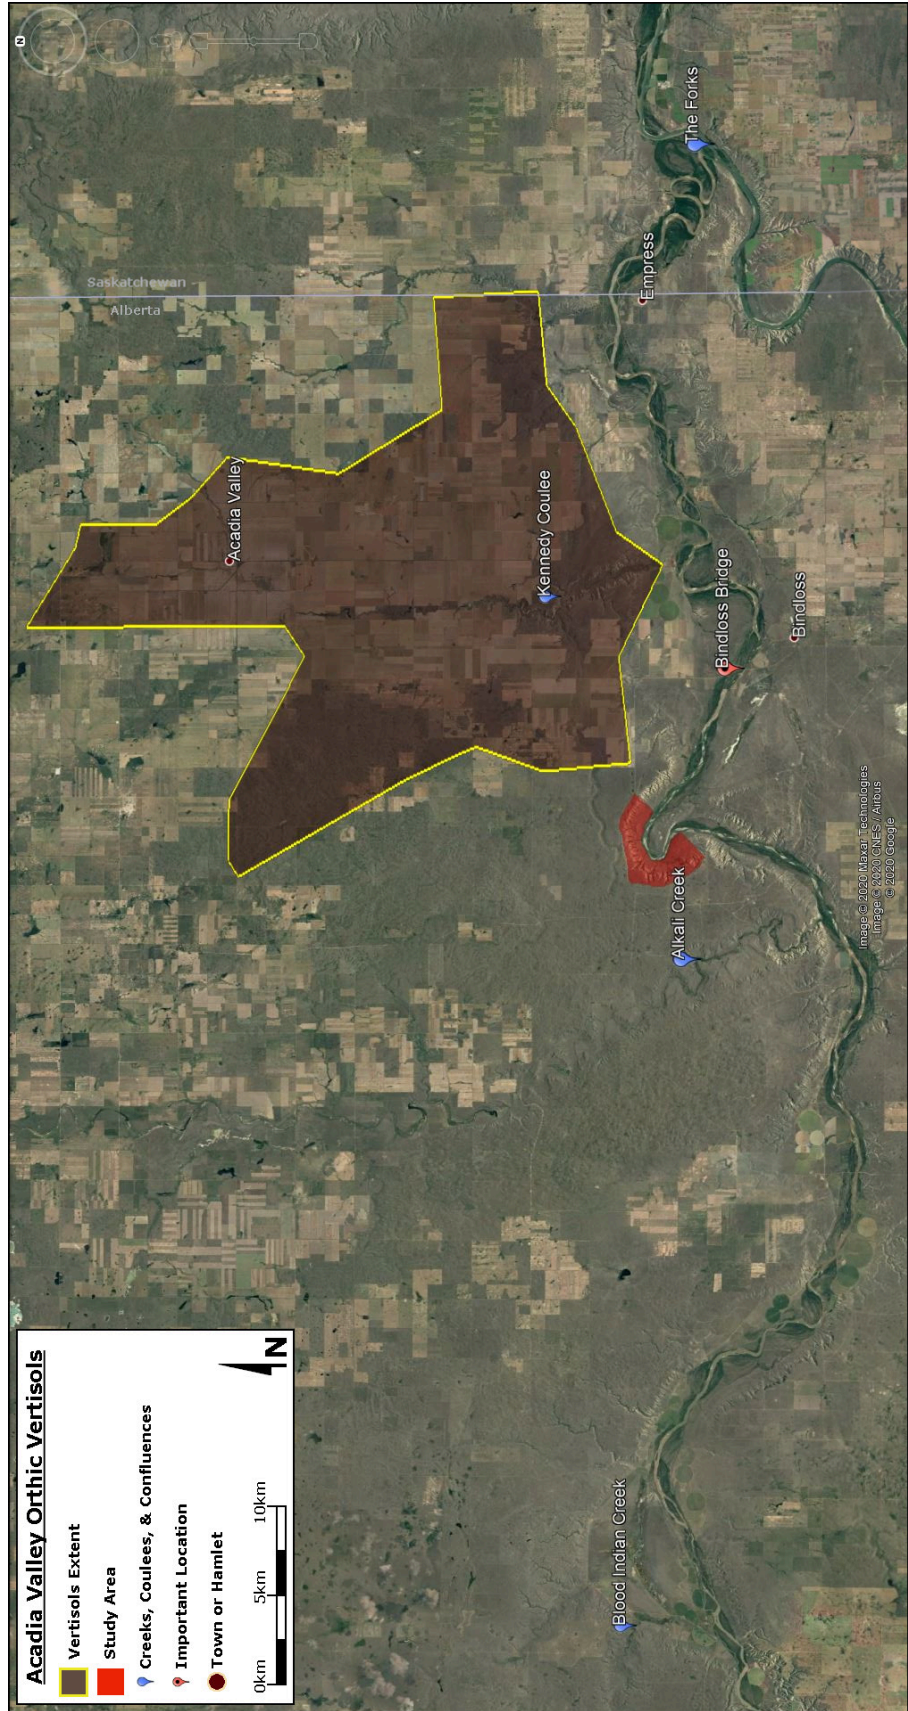 Acadia Valley Orthic Vertisols
Vertisols Extent
Study Area
Creeks, Coulees, & Confluences
Important Location
Town or Hamlet
0km
5km
10km
N
Blood Indian Creek
Alkali Creek
Acadia Valley
Kennedy Coulee
Bindloss Bridge
Bindloss
Saskatchewan
Alberta
Empress
The Forks
N
Image © 2020 Maxar Technologies
Image © 2020 CNES / Airbus
© 2020 Google